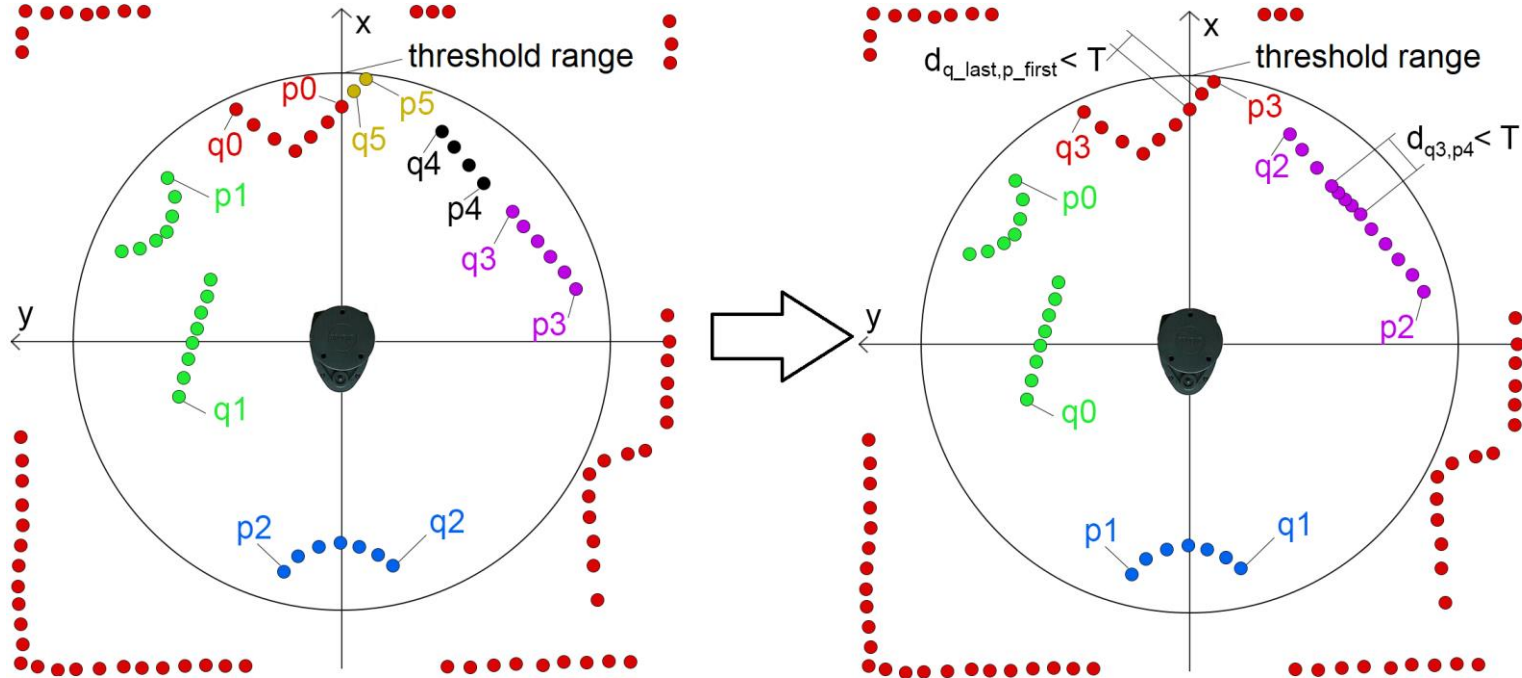 x
threshold range
p0
p5
q0
q5
q4
p1
p4
q3
y
p3
q1
p2
q2
x
d_q_last,p_first < T
threshold range
p3
q3
q2
d_q3,p4 < T
p0
y
p2
q0
p1
q1